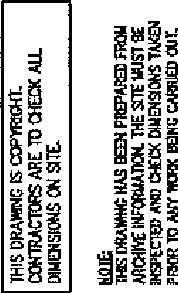 THIS DRAWING IS COPYRIGHT.
CONTRACTORS ARE TO CHECK ALL
DIMENSIONS ON SITE.
NOTE:
THIS DRAWING HAS BEEN PREPARED FROM
ARCHIVE INFORMATION. THE SITE MUST BE
INSPECTED AND CHECK DIMENSIONS TAKEN
PRIOR TO ANY WORK BEING CARRIED OUT.